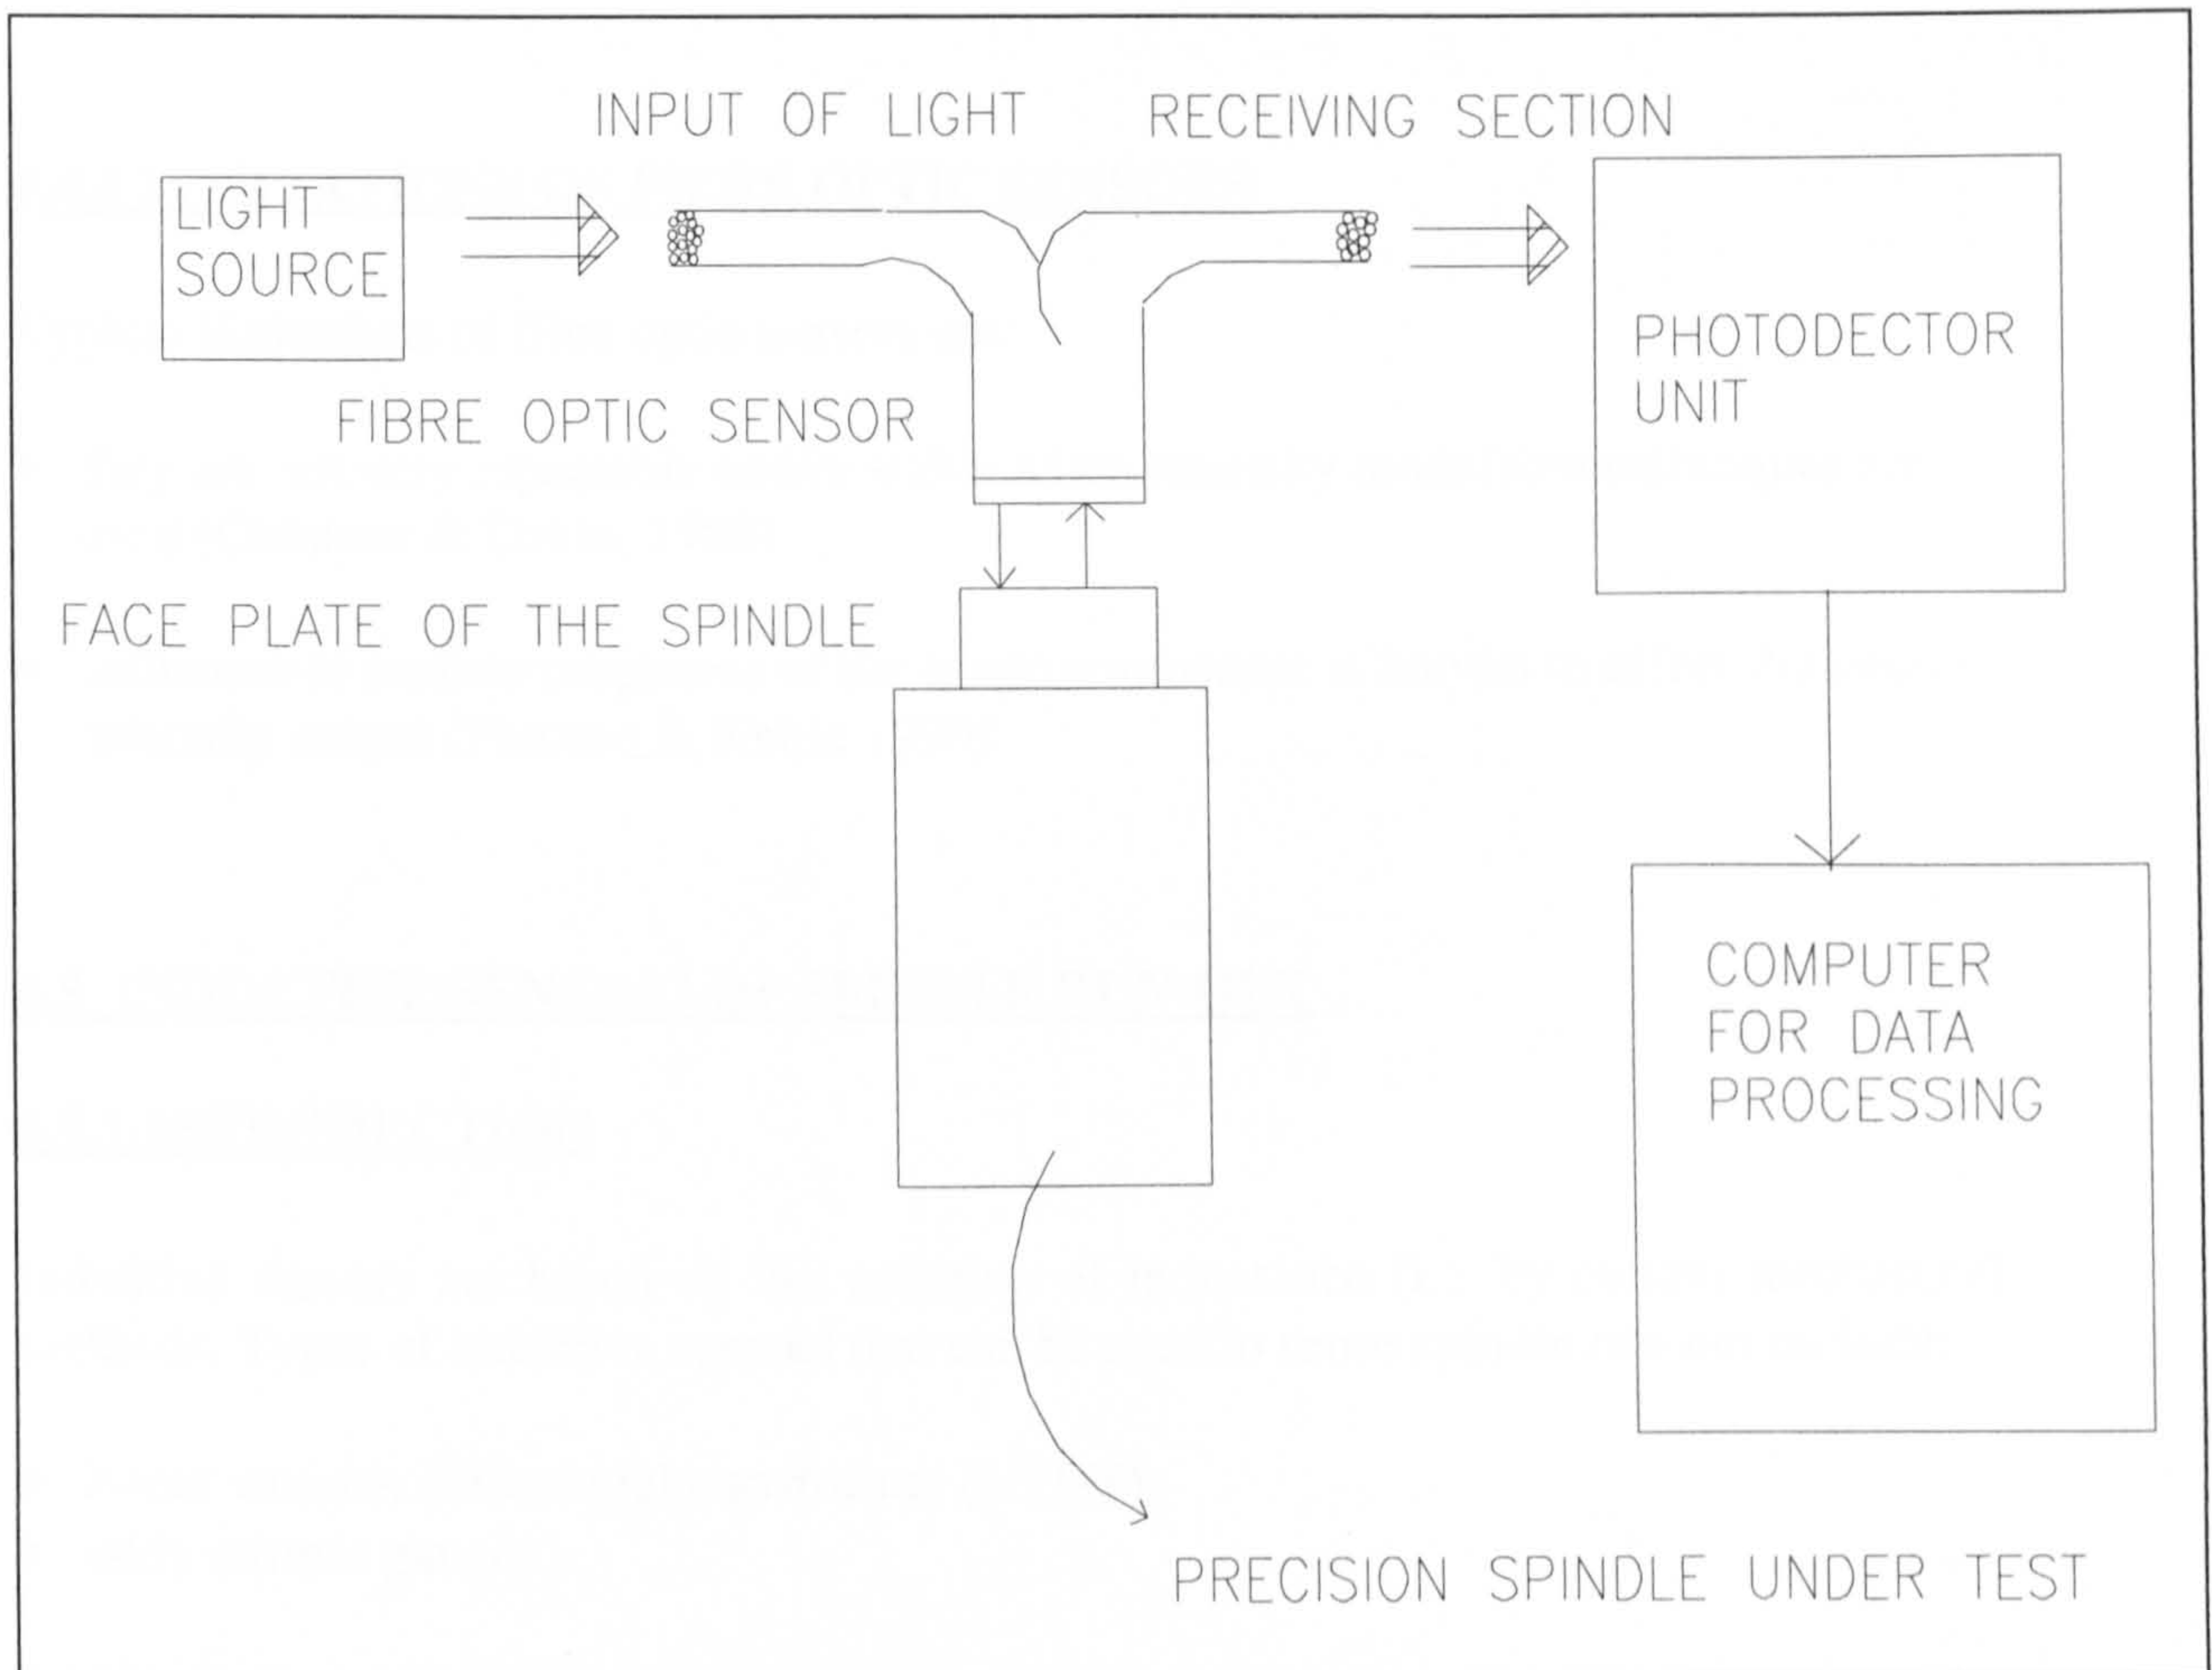 INPUT OF LIGHT
RECEIVING SECTION
LIGHT
SOURCE
PHOTODECTOR
UNIT
FIBRE OPTIC SENSOR
FACE PLATE OF THE SPINDLE
COMPUTER
FOR DATA
PROCESSING
PRECISION SPINDLE UNDER TEST